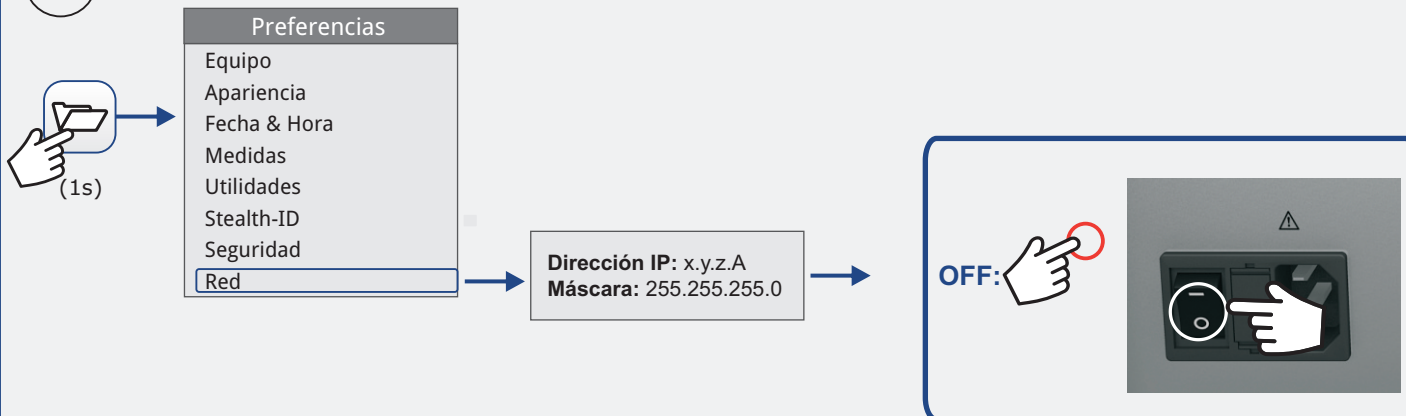 Preferencias
Equipo
Apariencia
Fecha & Hora
Medidas
Utilidades
Stealth-ID
Seguridad
Red
(1s)
Dirección IP: x.y.z.A
Máscara: 255.255.255.0
OFF: